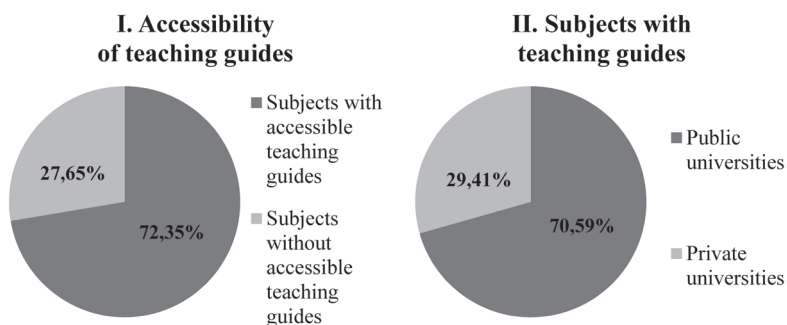 I. Accessibility
of teaching guides
27,65%
72,35%
Subjects with
accessible
teaching
guides
Subjects
without
accessible
teaching
guides
II. Subjects with
teaching guides
29,41%
70,59%
Public
universities
Private
universities